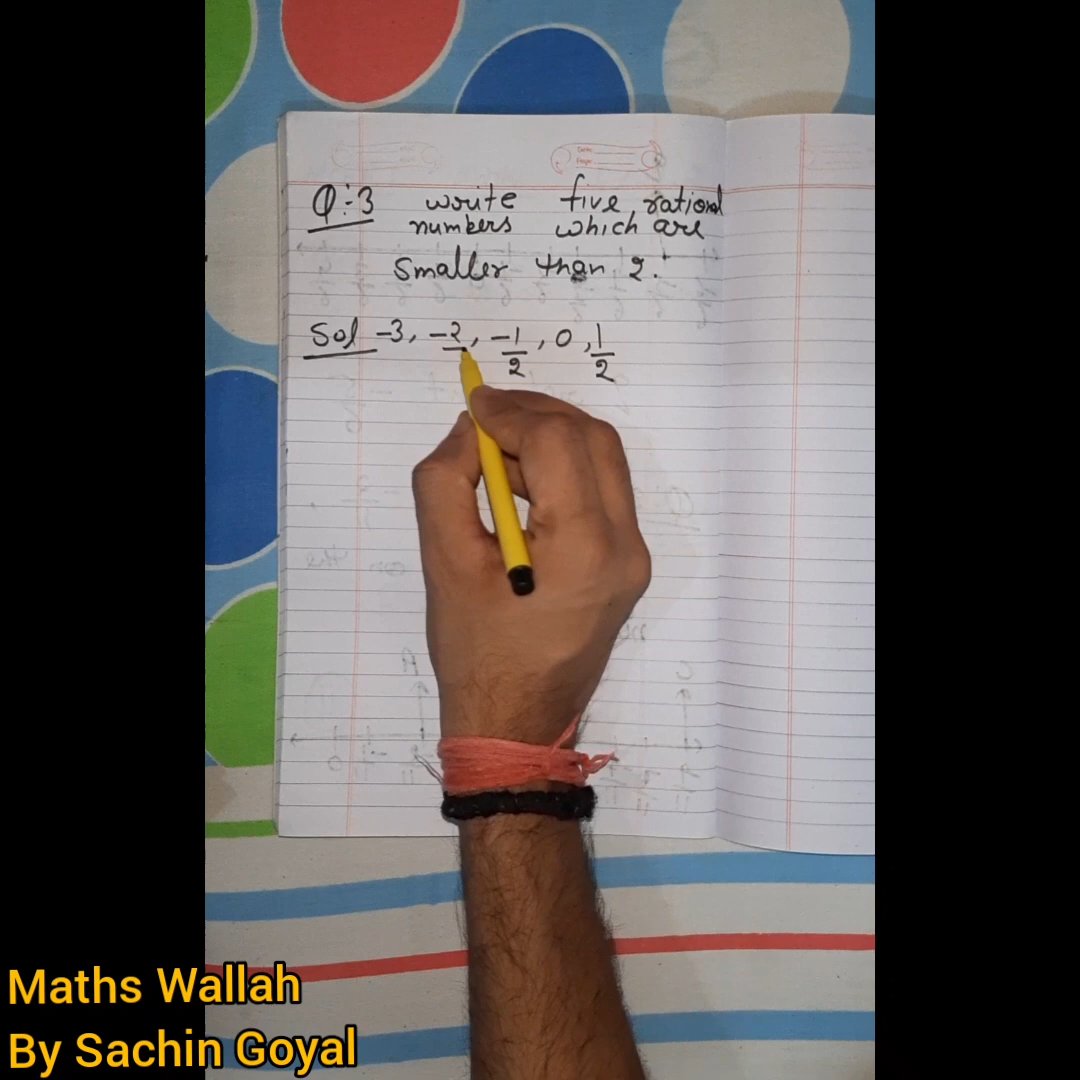 Q:-3 write five rational
numbers which are
smaller than 2.
Sol -3, -2, -1/2, 0, 1/2
Maths Wallah
By Sachin Goyal